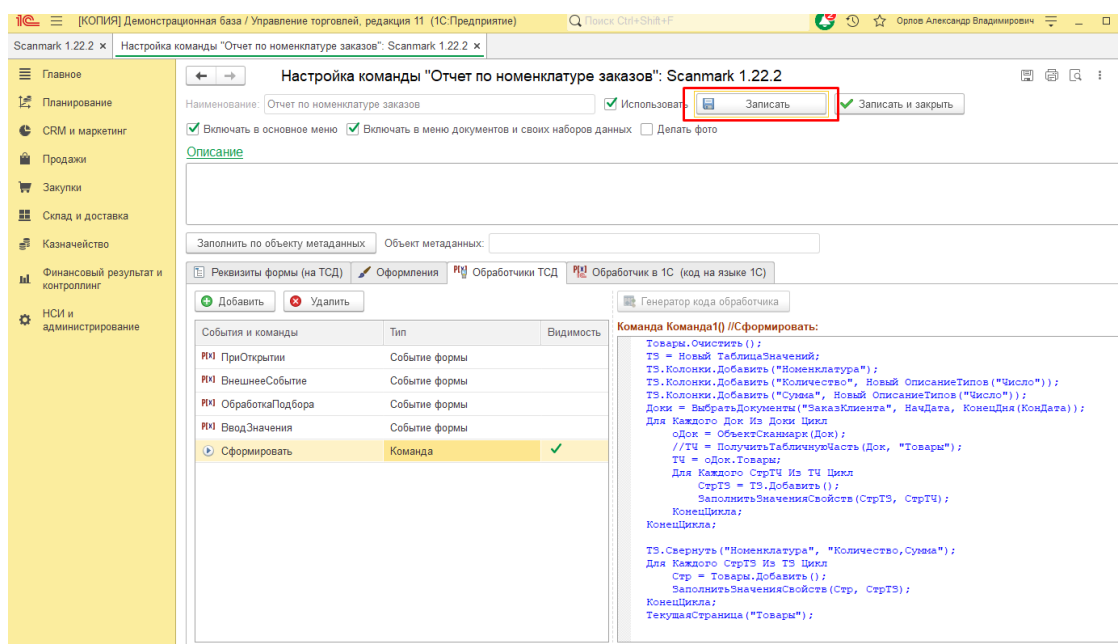 1С [КОПИЯ] Демонстрационная база / Управление торговлей, редакция 11 (1С:Предприятие) Поиск Ctrl+Shift+F 2 Орлов Александр Владимирович
Scanmark 1.22.2 × Настройка команды "Отчет по номенклатуре заказов": Scanmark 1.22.2 ×
Главное
Планирование
CRM и маркетинг
Продажи
Закупки
Склад и доставка
Казначейство
Финансовый результат и
контроллинг
НСИ и
администрирование
Настройка команды "Отчет по номенклатуре заказов": Scanmark 1.22.2
Наименование: Отчет по номенклатуре заказов Использовать Записать Записать и закрыть
Включать в основное меню Включать в меню документов и своих наборов данных Делать фото
Описание
Заполнить по объекту метаданных Объект метаданных:
Реквизиты формы (на ТСД) Оформления Р[x] Обработчики ТСД Обработчик в 1С (код на языке 1С)
Добавить Удалить
События и команды Тип Видимость
Р[x] ПриОткрытии Событие формы
Р[x] ВнешнееСобытие Событие формы
Р[x] ОбработкаПодбора Событие формы
Р[x] ВводЗначения Событие формы
Сформировать Команда
Генератор кода обработчика
Команда Команда1() //Сформировать:
Товары.Очистить();
ТЗ = Новый ТаблицаЗначений;
ТЗ.Колонки.Добавить("Номенклатура");
ТЗ.Колонки.Добавить("Количество", Новый ОписаниеТипов("Число"));
ТЗ.Колонки.Добавить("Сумма", Новый ОписаниеТипов("Число"));
Доки = ВыбратьДокументы("ЗаказКлиента", НачДата, КонецДня(КонДата));
Для Каждого Док Из Доки Цикл
оДок = ОбъектСканмарк(Док);
//ТЧ = ПолучитьТабличнуюЧасть(Док, "Товары");
ТЧ = оДок.Товары;
Для Каждого СтрТЧ Из ТЧ Цикл
СтрТЗ = ТЗ.Добавить();
ЗаполнитьЗначенияСвойств(СтрТЗ, СтрТЧ);
КонецЦикла;
КонецЦикла;
ТЗ.Свернуть("Номенклатура", "Количество,Сумма");
Для Каждого СтрТЗ Из ТЗ Цикл
Стр = Товары.Добавить();
ЗаполнитьЗначенияСвойств(Стр, СтрТЗ);
КонецЦикла;
ТекущаяСтраница("Товары");